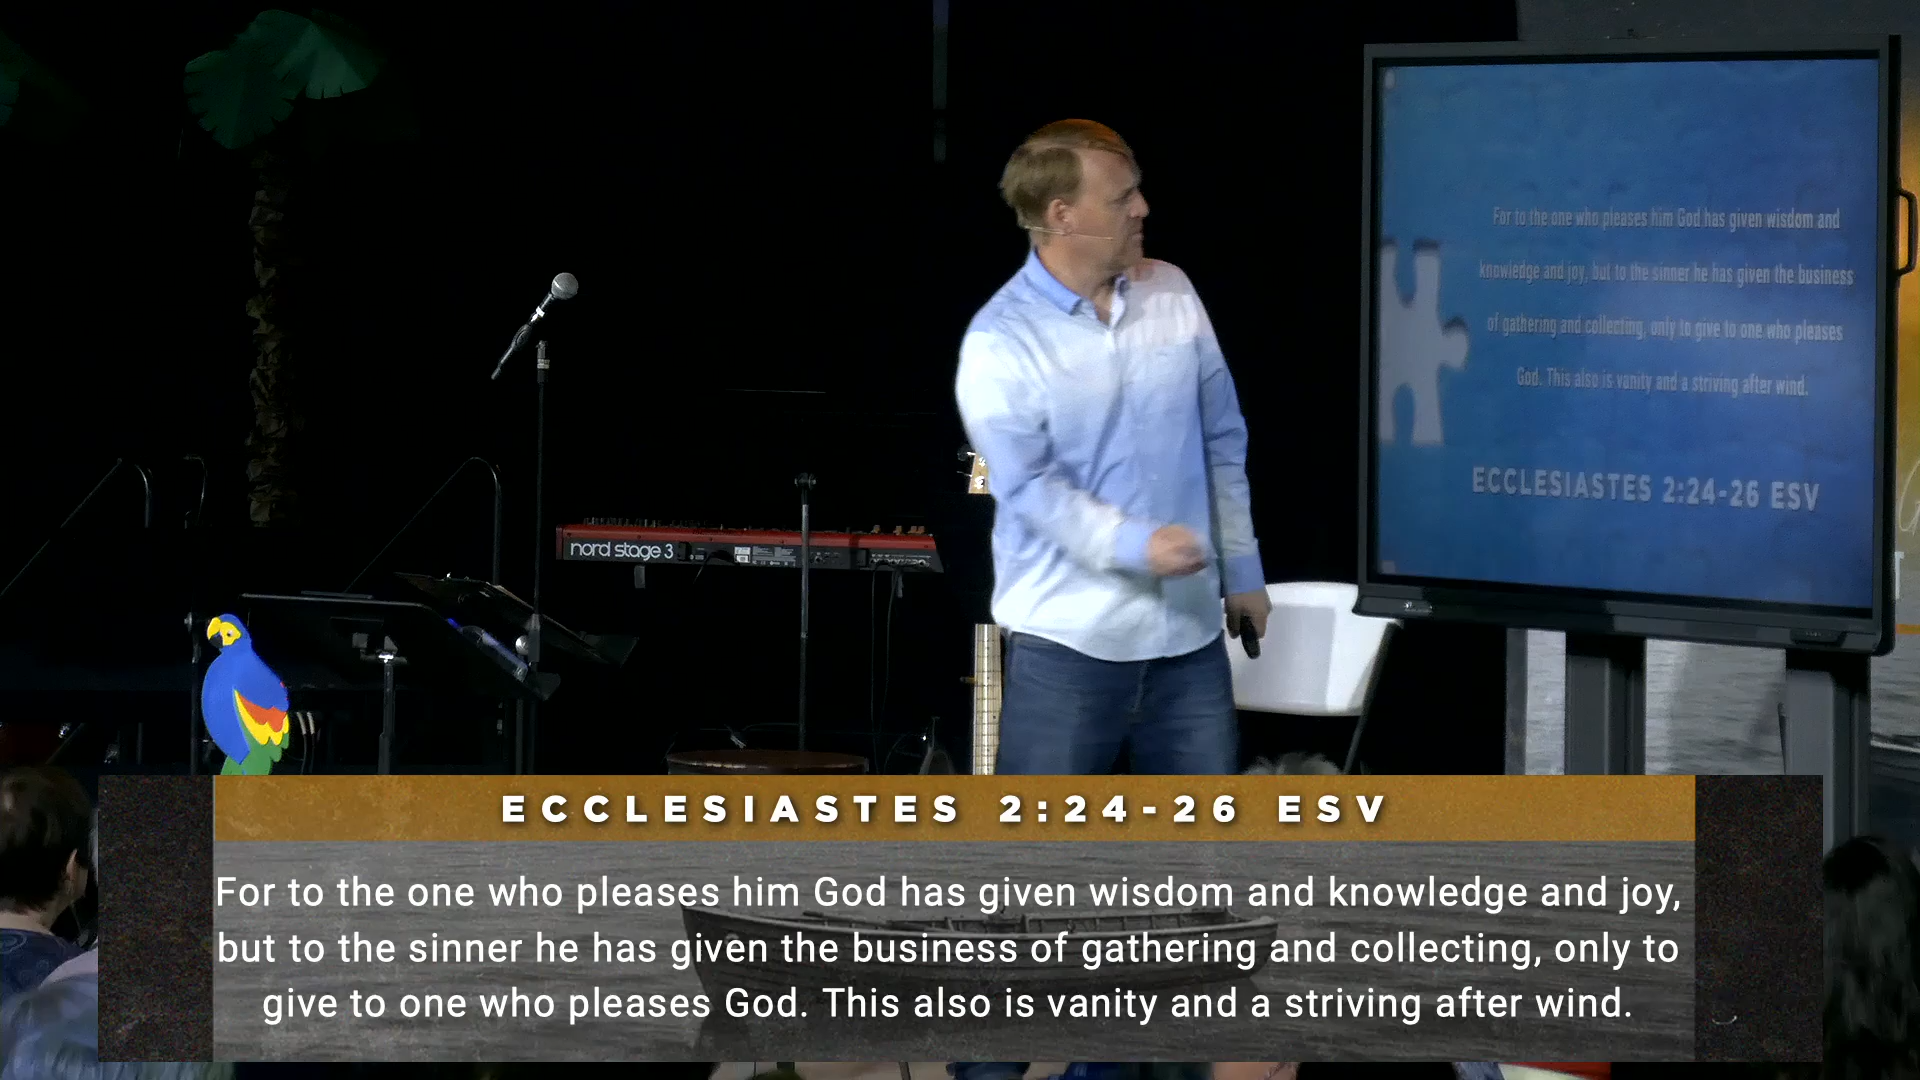 For to the one who pleases him God has given wisdom and
knowledge and joy, but to the sinner he has given the business
of gathering and collecting, only to give to one who pleases
God. This also is vanity and a striving after wind.
ECCLESIASTES 2:24-26 ESV
nord stage 3
ECCLESIASTES 2:24-26 ESV
For to the one who pleases him God has given wisdom and knowledge and joy,
but to the sinner he has given the business of gathering and collecting, only to
give to one who pleases God. This also is vanity and a striving after wind.